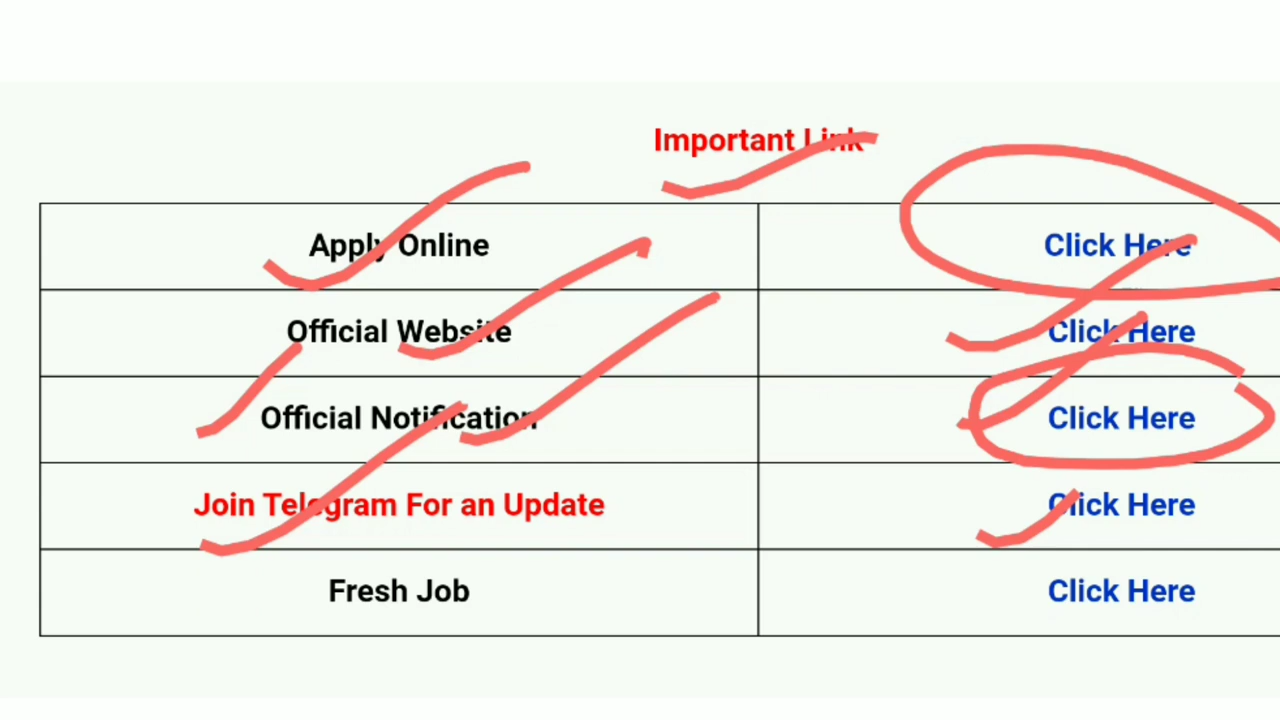 Important Link
Apply Online Click Here
Official Website Click Here
Official Notification Click Here
Join Telegram For an Update Click Here
Fresh Job Click Here